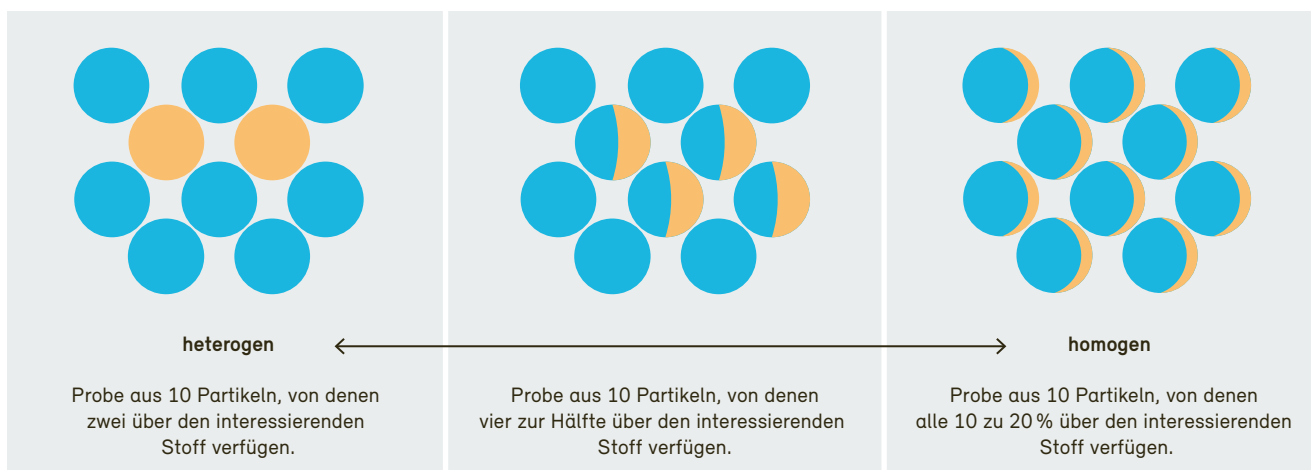 heterogen
homogen
Probe aus 10 Partikeln, von denen
zwei über den interessierenden
Stoff verfügen.
Probe aus 10 Partikeln, von denen
vier zur Hälfte über den interessierenden
Stoff verfügen.
Probe aus 10 Partikeln, von denen
alle 10 zu 20 % über den interessierenden
Stoff verfügen.